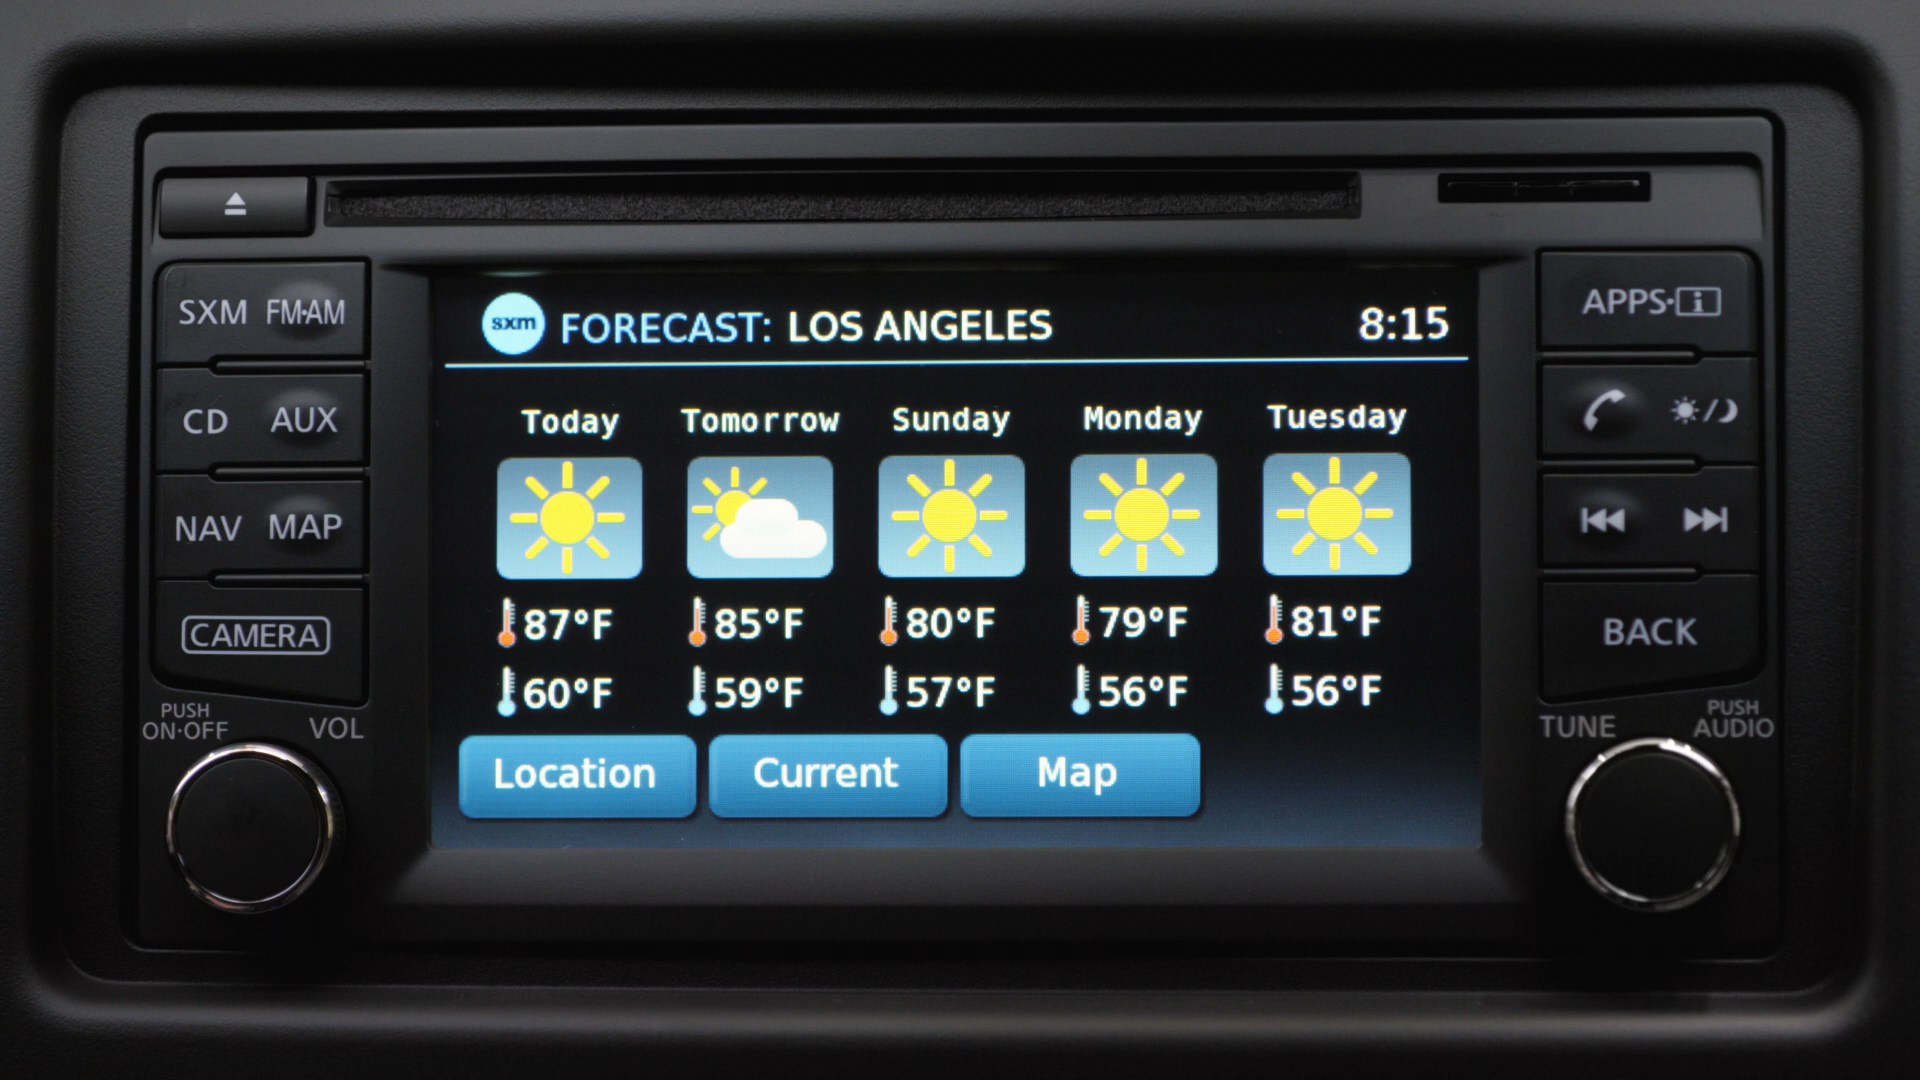 SXM FM·AM
CD AUX
NAV MAP
CAMERA
PUSH
ON·OFF VOL
sxm FORECAST: LOS ANGELES 8:15
Today Tomorrow Sunday Monday Tuesday
87°F 85°F 80°F 79°F 81°F
60°F 59°F 57°F 56°F 56°F
Location Current Map
APPS·i
BACK
TUNE PUSH
AUDIO